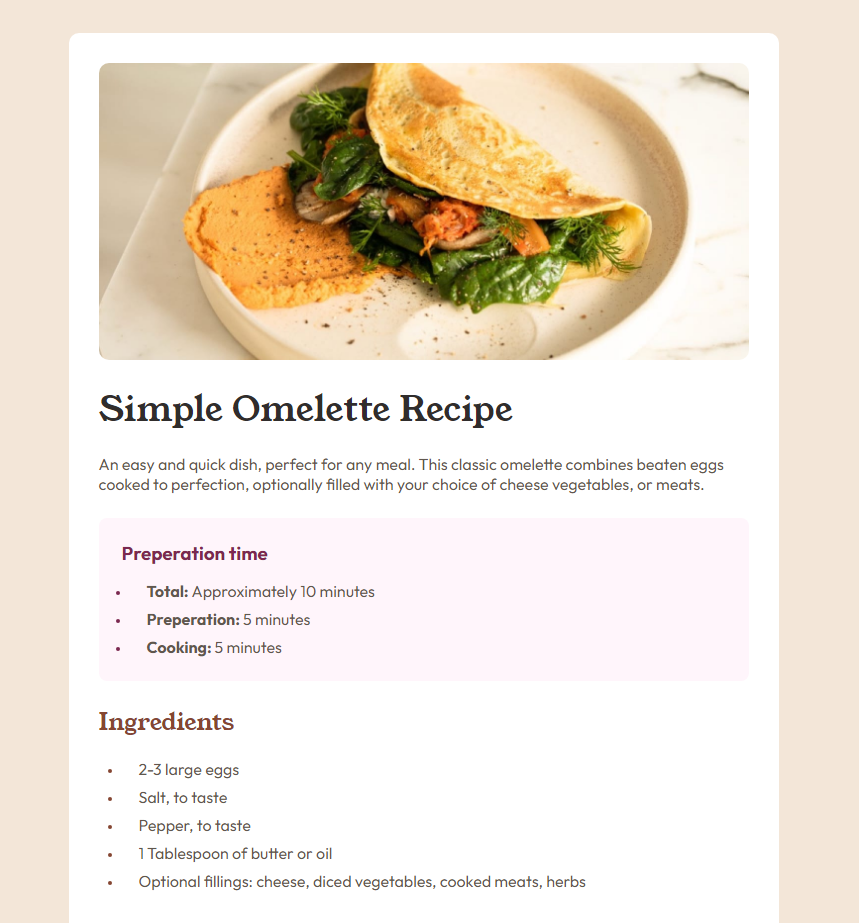 Simple Omelette Recipe
An easy and quick dish, perfect for any meal. This classic omelette combines beaten eggs
cooked to perfection, optionally filled with your choice of cheese vegetables, or meats.
Preperation time
• Total: Approximately 10 minutes
• Preperation: 5 minutes
• Cooking: 5 minutes
Ingredients
• 2-3 large eggs
• Salt, to taste
• Pepper, to taste
• 1 Tablespoon of butter or oil
• Optional fillings: cheese, diced vegetables, cooked meats, herbs